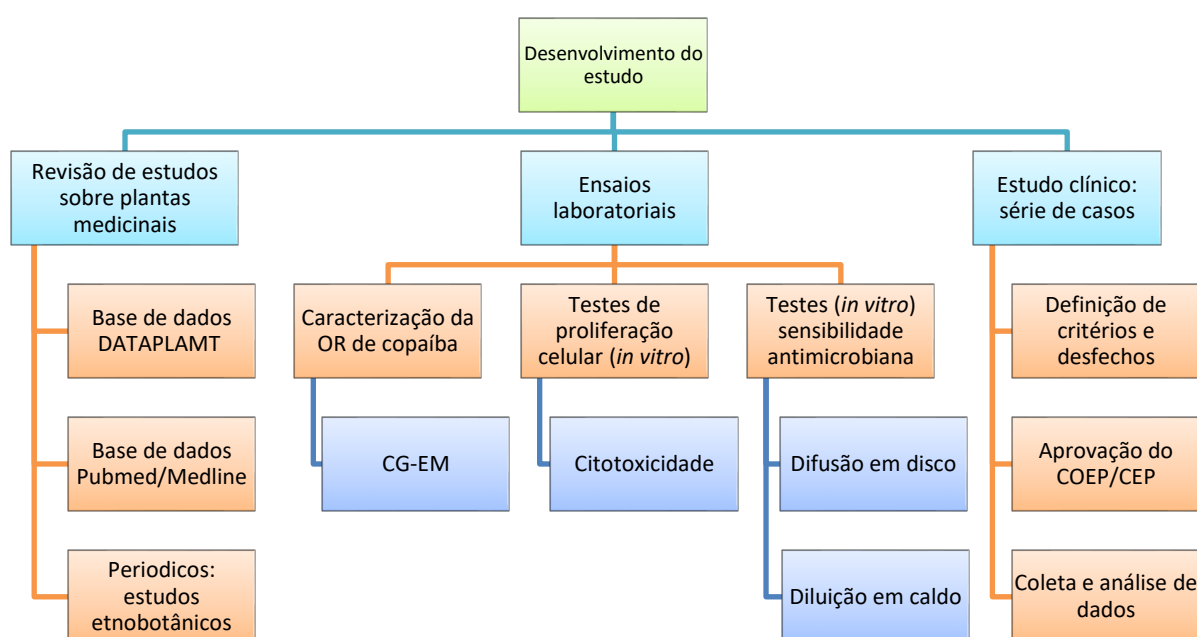 Desenvolvimento do
estudo
Revisão de estudos
sobre plantas
medicinais
Ensaios
laboratoriais
Estudo clínico:
série de casos
Base de dados
DATAPLAMT
Caracterização da
OR de copaíba
Testes de
proliferação
celular (in vitro)
Testes (in vitro)
sensibilidade
antimicrobiana
Definição de
critérios e
desfechos
Base de dados
Pubmed/Medline
CG-EM
Citotoxicidade
Difusão em disco
Aprovação do
COEP/CEP
Periodicos:
estudos
etnobotânicos
Diluição em caldo
Coleta e análise de
dados